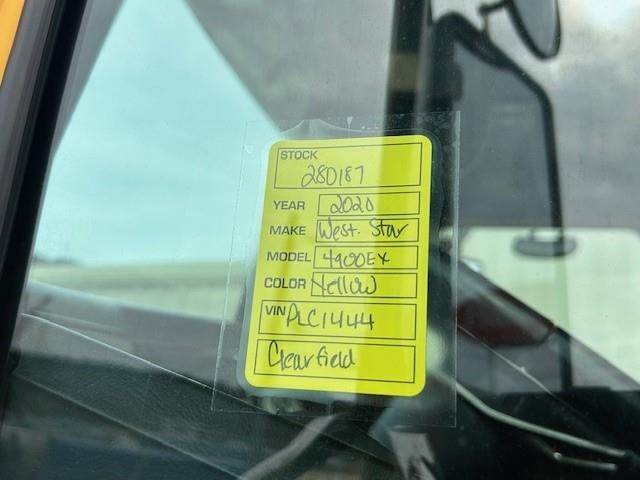 STOCK 280187
YEAR 2020
MAKE West. Star
MODEL 4900EX
COLOR Yellow
VIN PLC1444
Clearfield